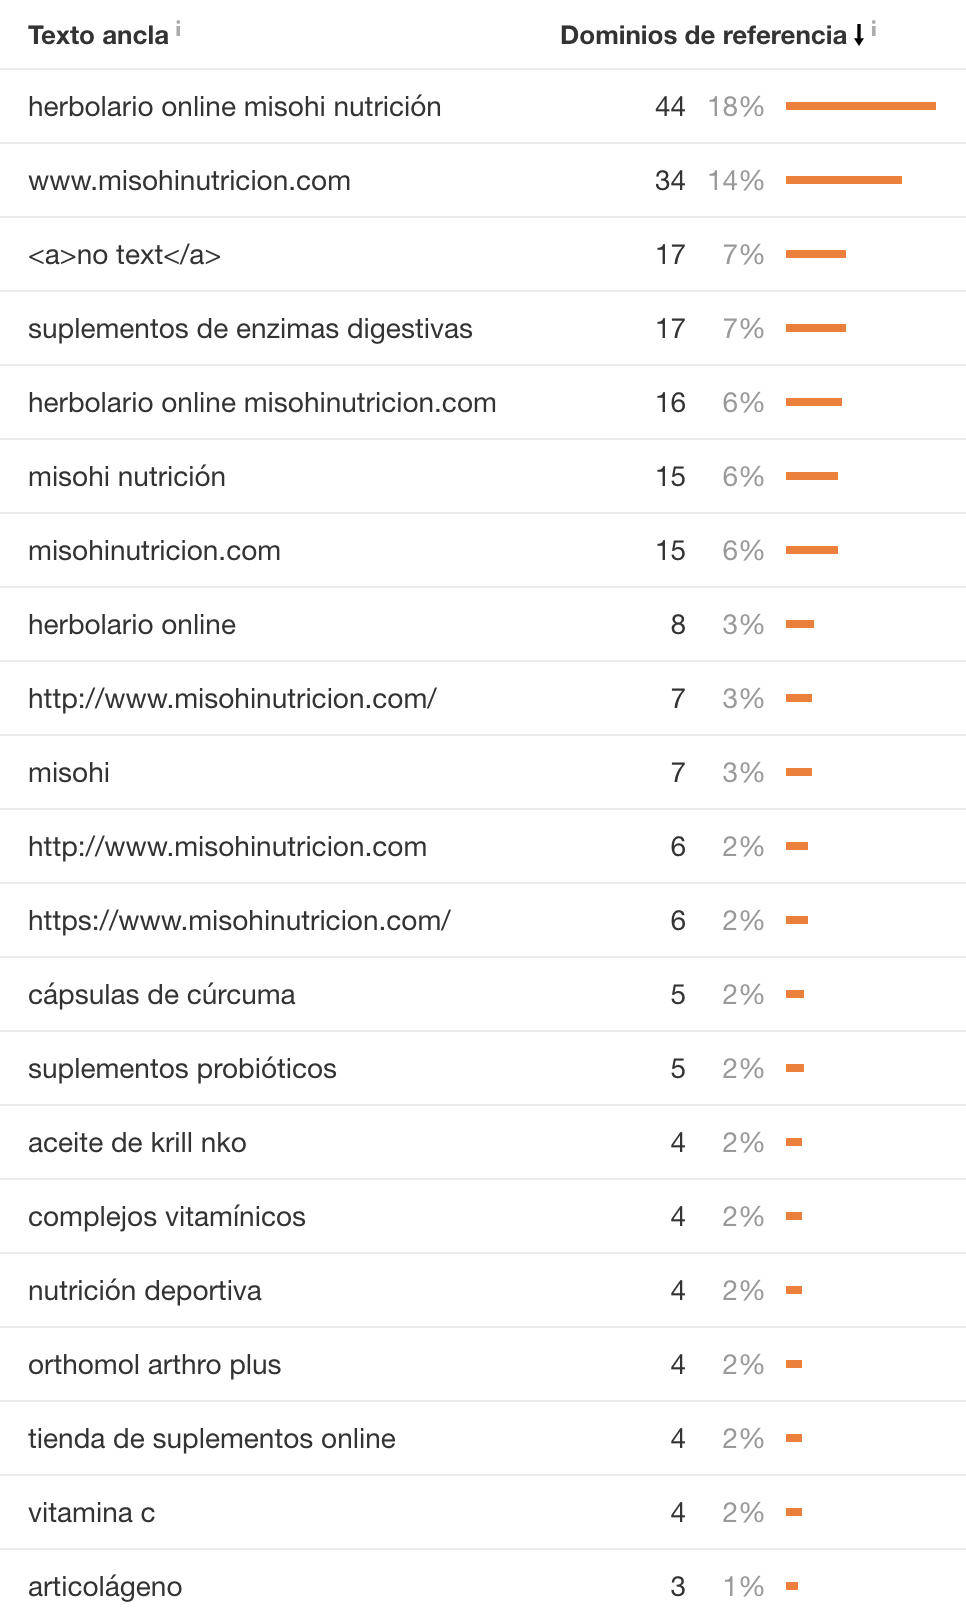 Texto ancla i Dominios de referencia ↓ i
herbolario online misohi nutrición 44 18%
www.misohinutricion.com 34 14%
<a>no text</a> 17 7%
suplementos de enzimas digestivas 17 7%
herbolario online misohinutricion.com 16 6%
misohi nutrición 15 6%
misohinutricion.com 15 6%
herbolario online 8 3%
http://www.misohinutricion.com/ 7 3%
misohi 7 3%
http://www.misohinutricion.com 6 2%
https://www.misohinutricion.com/ 6 2%
cápsulas de cúrcuma 5 2%
suplementos probióticos 5 2%
aceite de krill nko 4 2%
complejos vitamínicos 4 2%
nutrición deportiva 4 2%
orthomol arthro plus 4 2%
tienda de suplementos online 4 2%
vitamina c 4 2%
articolágeno 3 1%